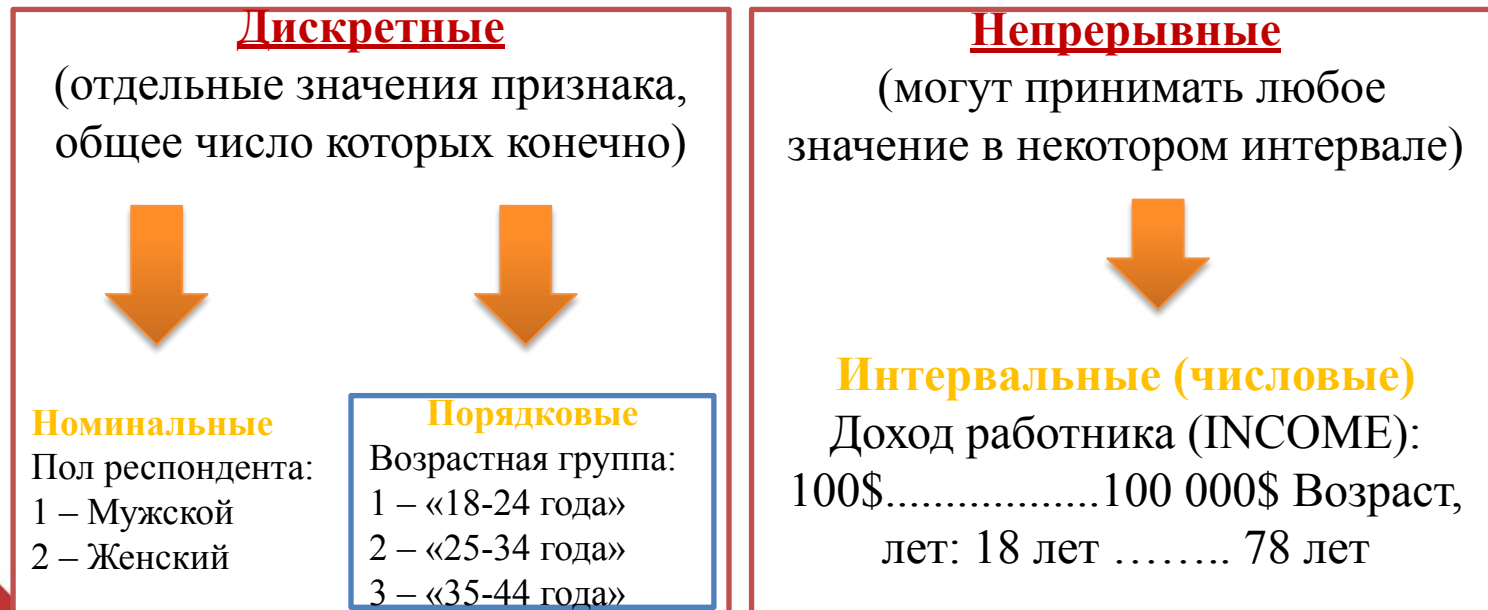 Дискретные
(отдельные значения признака,
общее число которых конечно)
Номинальные
Пол респондента:
1 – Мужской
2 – Женский
Порядковые
Возрастная группа:
1 – «18-24 года»
2 – «25-34 года»
3 – «35-44 года»
Непрерывные
(могут принимать любое
значение в некотором интервале)
Интервальные (числовые)
Доход работника (INCOME):
100$..................100 000$ Возраст,
лет: 18 лет …….. 78 лет